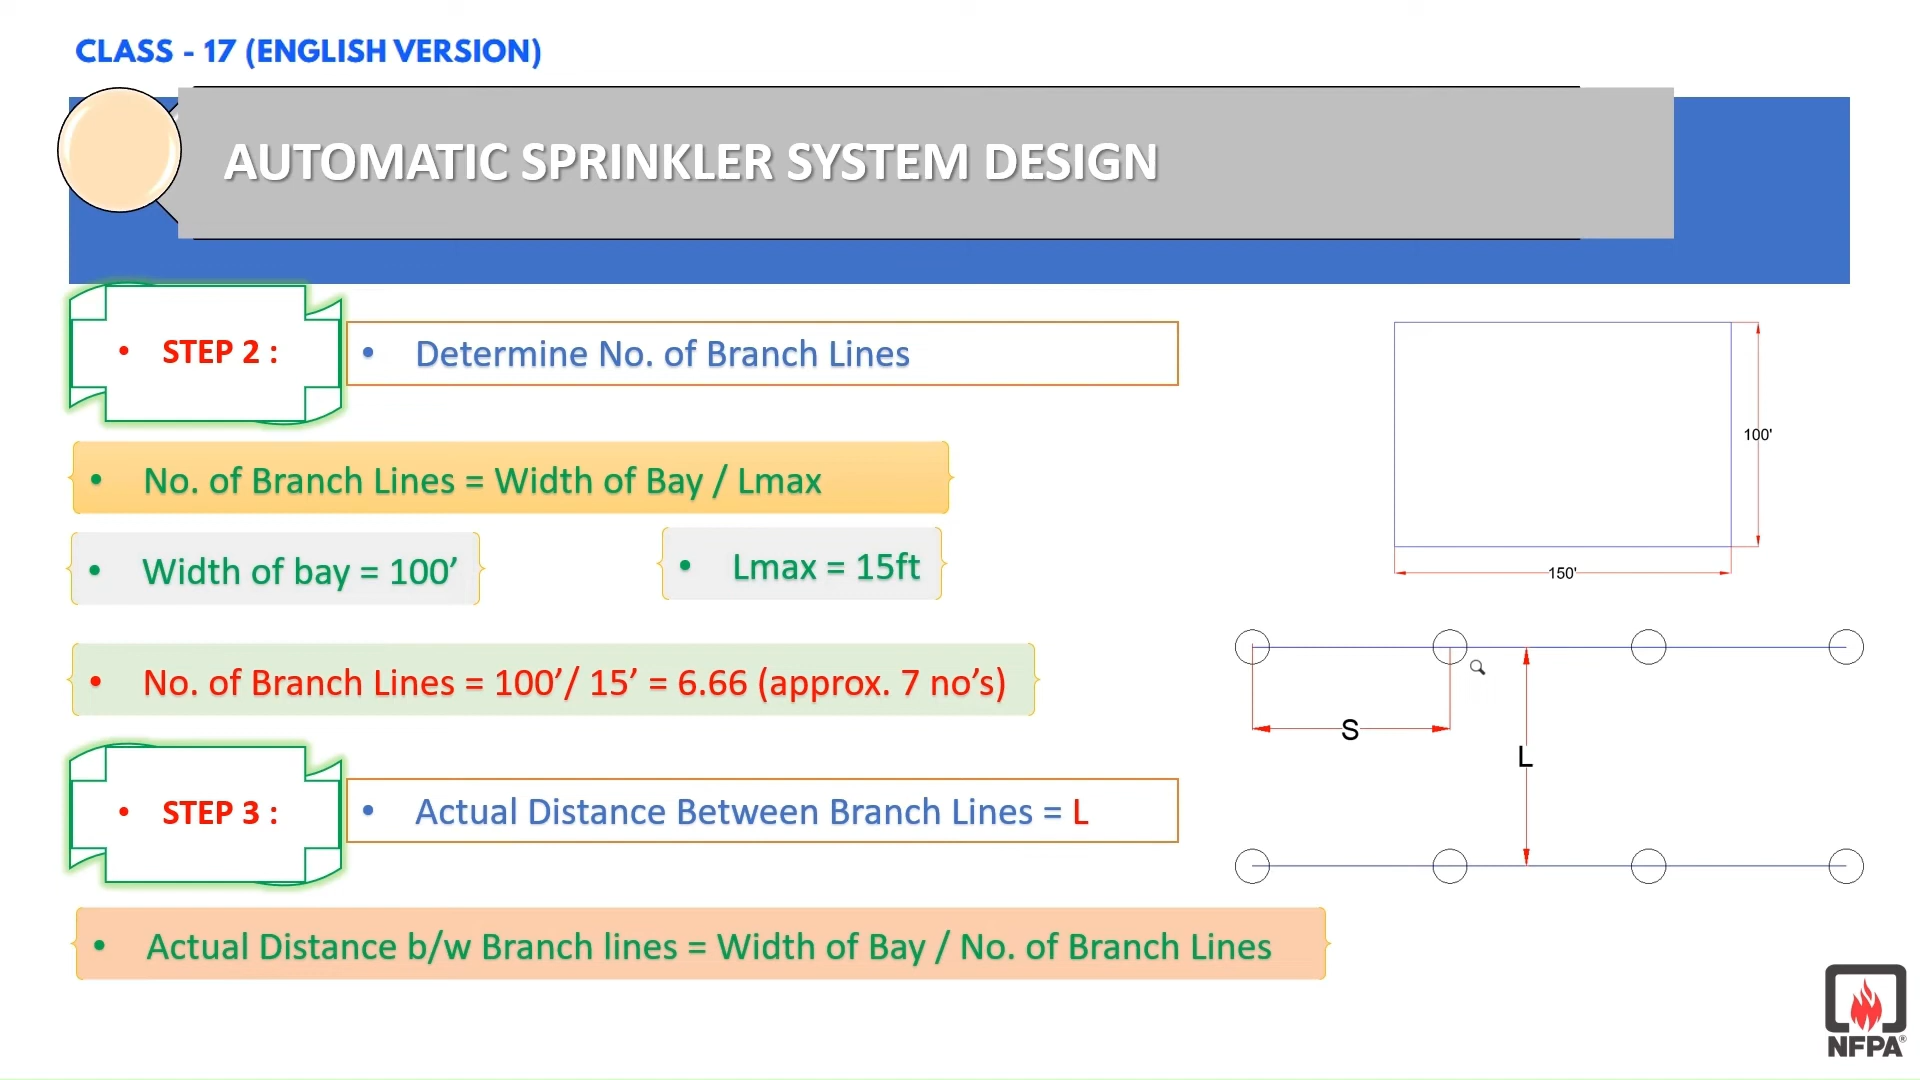 CLASS - 17 (ENGLISH VERSION)
AUTOMATIC SPRINKLER SYSTEM DESIGN
• STEP 2 :
• Determine No. of Branch Lines
• No. of Branch Lines = Width of Bay / Lmax
• Width of bay = 100’
• Lmax = 15ft
• No. of Branch Lines = 100’/ 15’ = 6.66 (approx. 7 no’s)
• STEP 3 :
• Actual Distance Between Branch Lines = L
• Actual Distance b/w Branch lines = Width of Bay / No. of Branch Lines
100'
150'
S
L
NFPA®